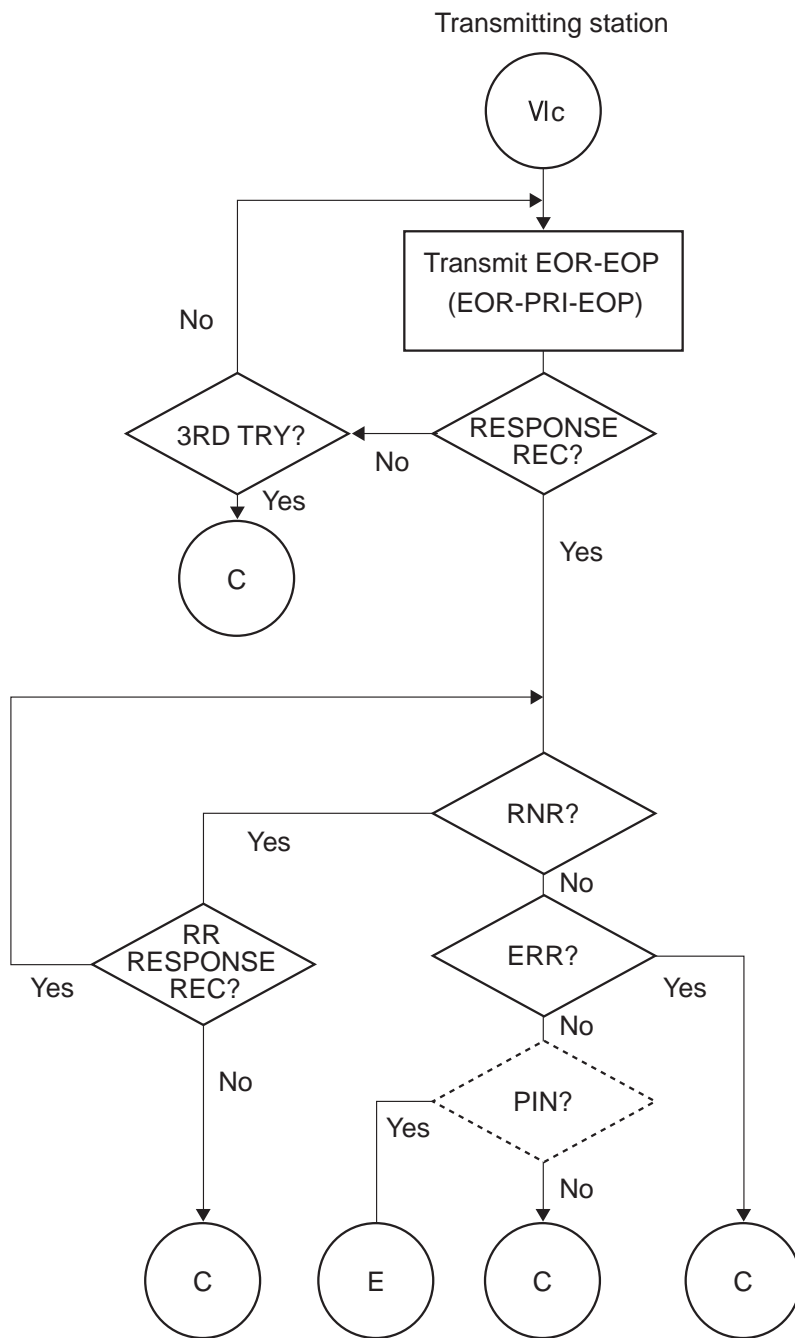 Transmitting station
VIc
Transmit EOR-EOP
(EOR-PRI-EOP)
No
3RD TRY?
No
RESPONSE
REC?
Yes
C
Yes
RNR?
Yes
No
RR
RESPONSE
REC?
Yes
ERR?
Yes
No
No
PIN?
Yes
No
C
E
C
C